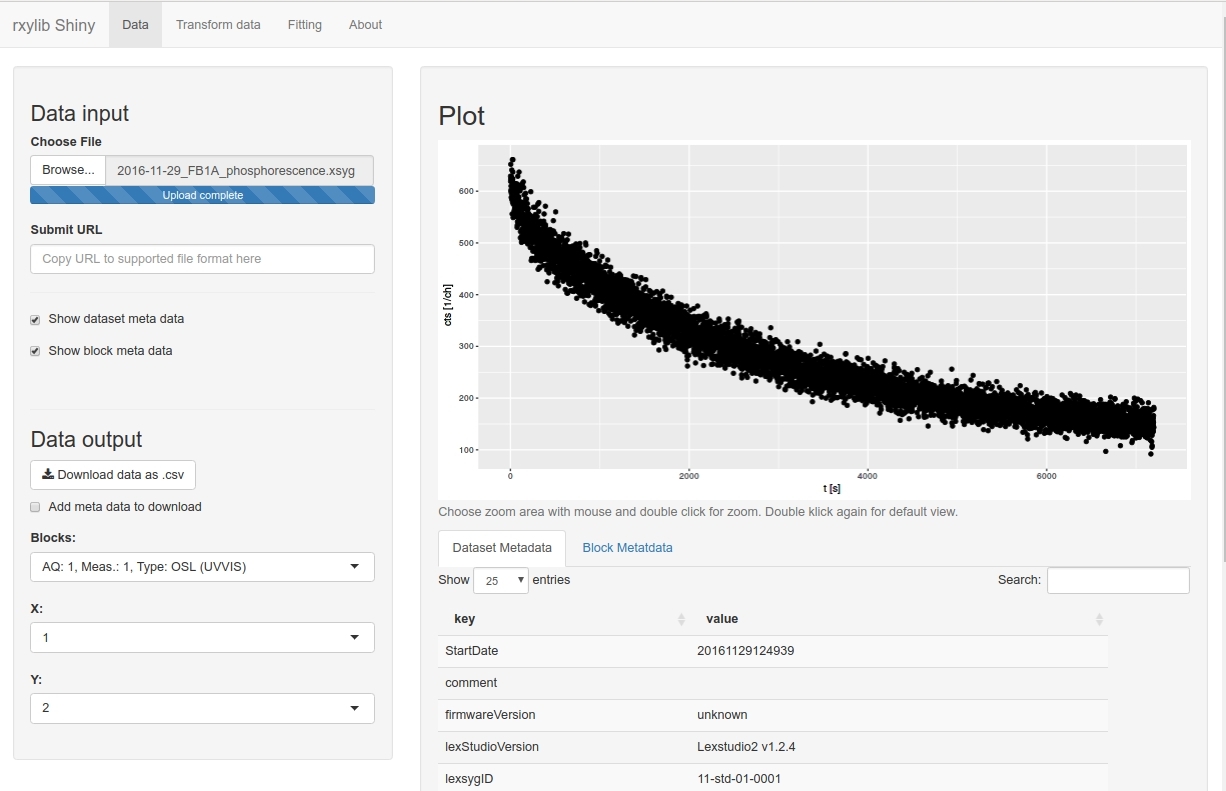 rxylib Shiny Data Transform data Fitting About
Data input
Choose File
Browse... 2016-11-29_FB1A_phosphorescence.xsyg
Upload complete
Submit URL
Copy URL to supported file format here
Show dataset meta data
Show block meta data
Data output
Download data as .csv
Add meta data to download
Blocks:
AQ: 1, Meas.: 1, Type: OSL (UVVIS)
X:
1
Y:
2
Plot
cts [1/ch]
600
500
400
300
200
100
0 2000 4000 6000
t [s]
Choose zoom area with mouse and double click for zoom. Double klick again for default view.
Dataset Metadata Block Metatdata
Show 25 entries Search:
key value
StartDate 20161129124939
comment
firmwareVersion unknown
lexStudioVersion Lexstudio2 v1.2.4
lexsygID 11-std-01-0001